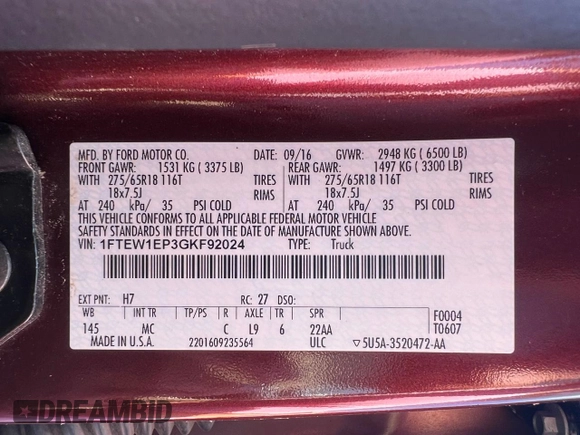 MFD. BY FORD MOTOR CO. DATE: 09/16 GVWR: 2948 KG ( 6500 LB)
FRONT GAWR: 1531 KG ( 3375 LB) REAR GAWR: 1497 KG ( 3300 LB)
WITH 275/65R18 116T TIRES WITH 275/65R18 116T TIRES
18x7.5J RIMS 18x7.5J RIMS
AT 240 kPa/ 35 PSI COLD AT 240 kPa/ 35 PSI COLD
THIS VEHICLE CONFORMS TO ALL APPLICABLE FEDERAL MOTOR VEHICLE
SAFETY STANDARDS IN EFFECT ON THE DATE OF MANUFACTURE SHOWN ABOVE.
VIN: 1FTEW1EP3GKF92024 TYPE: Truck
EXT PNT: H7 RC: 27 DSO:
WB INT TR TP/PS R AXLE TR SPR F0004
145 MC C L9 6 22AA T0607
MADE IN U.S.A. 2201609235564 ULC ▽5U5A-3520472-AA
DREAMBID